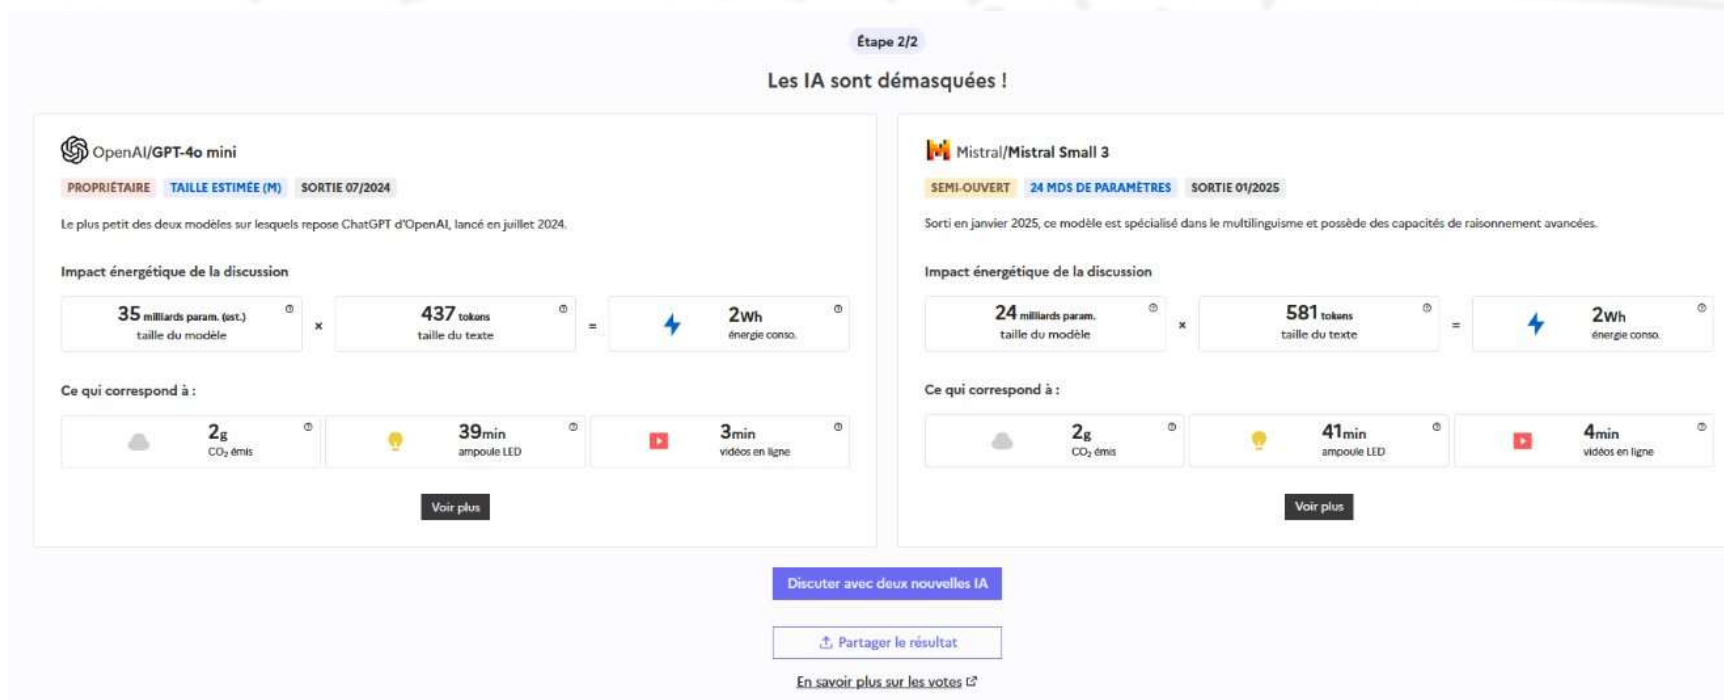 Étape 2/2
Les IA sont démasquées !
OpenAI/GPT-4o mini
PROPRIÉTAIRE TAILLE ESTIMÉE (M) SORTIE 07/2024
Le plus petit des deux modèles sur lesquels repose ChatGPT d'OpenAI, lancé en juillet 2024.
Impact énergétique de la discussion
35 milliards param. (est.)
taille du modèle
x
437 tokens
taille du texte
=
2Wh
énergie conso.
Ce qui correspond à :
2g
CO₂ émis
39min
ampoule LED
3min
vidéos en ligne
Voir plus
Mistral/Mistral Small 3
SEMI-OUVERT 24 MDS DE PARAMÈTRES SORTIE 01/2025
Sorti en janvier 2025, ce modèle est spécialisé dans le multilinguisme et possède des capacités de raisonnement avancées.
Impact énergétique de la discussion
24 milliards param.
taille du modèle
x
581 tokens
taille du texte
=
2Wh
énergie conso.
Ce qui correspond à :
2g
CO₂ émis
41min
ampoule LED
4min
vidéos en ligne
Voir plus
Discuter avec deux nouvelles IA
Partager le résultat
En savoir plus sur les votes